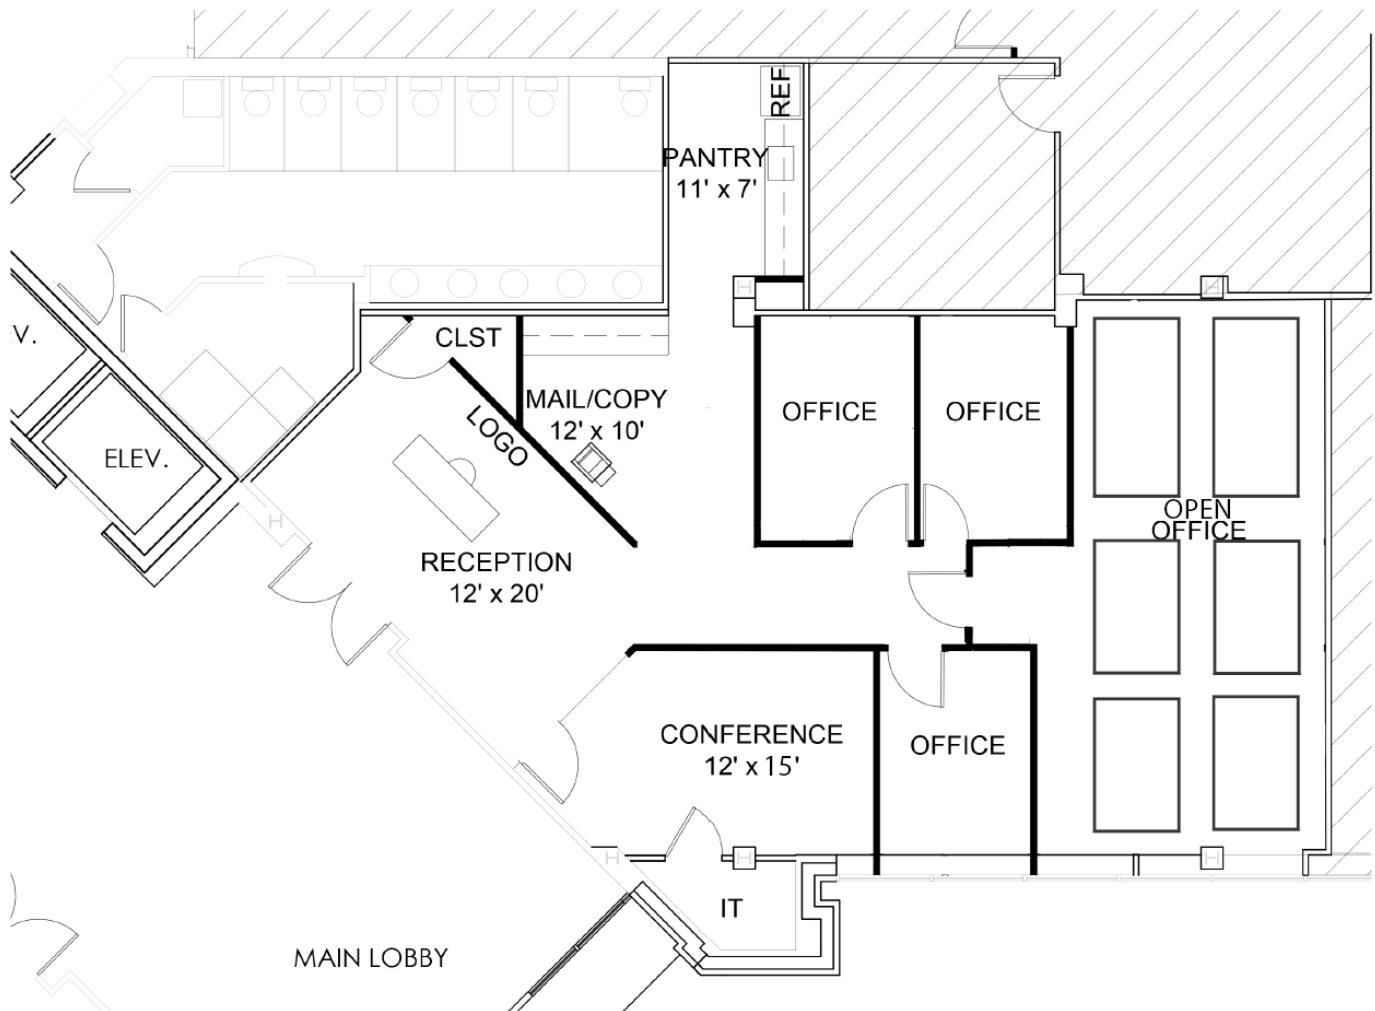 REF
PANTRY
11' x 7'
V.
CLST
MAIL/COPY
12' x 10'
LOGO
OFFICE
OFFICE
ELEV.
OPEN
OFFICE
H
H
H
RECEPTION
12' x 20'
CONFERENCE
12' x 15'
OFFICE
H
H
H
IT
MAIN LOBBY